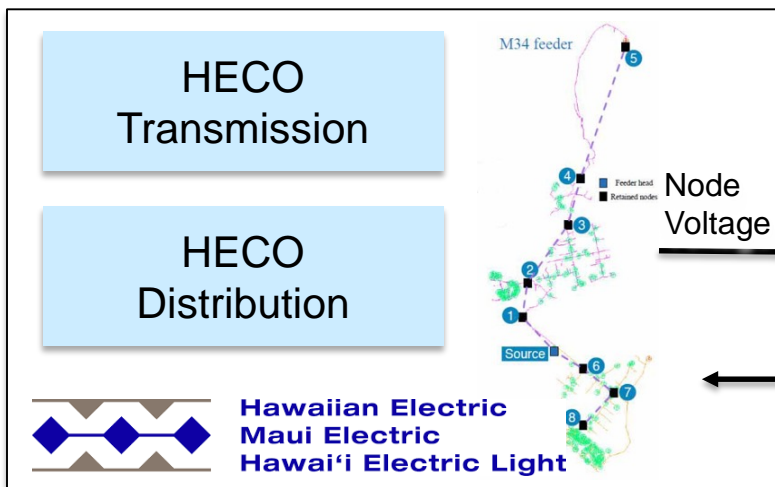 HECO
Transmission
HECO
Distribution
Hawaiian Electric
Maui Electric
Hawai‘i Electric Light
M34 feeder
5
4
Feeder head
Retained nodes
3
2
1
Source
6
7
8
Node
Voltage